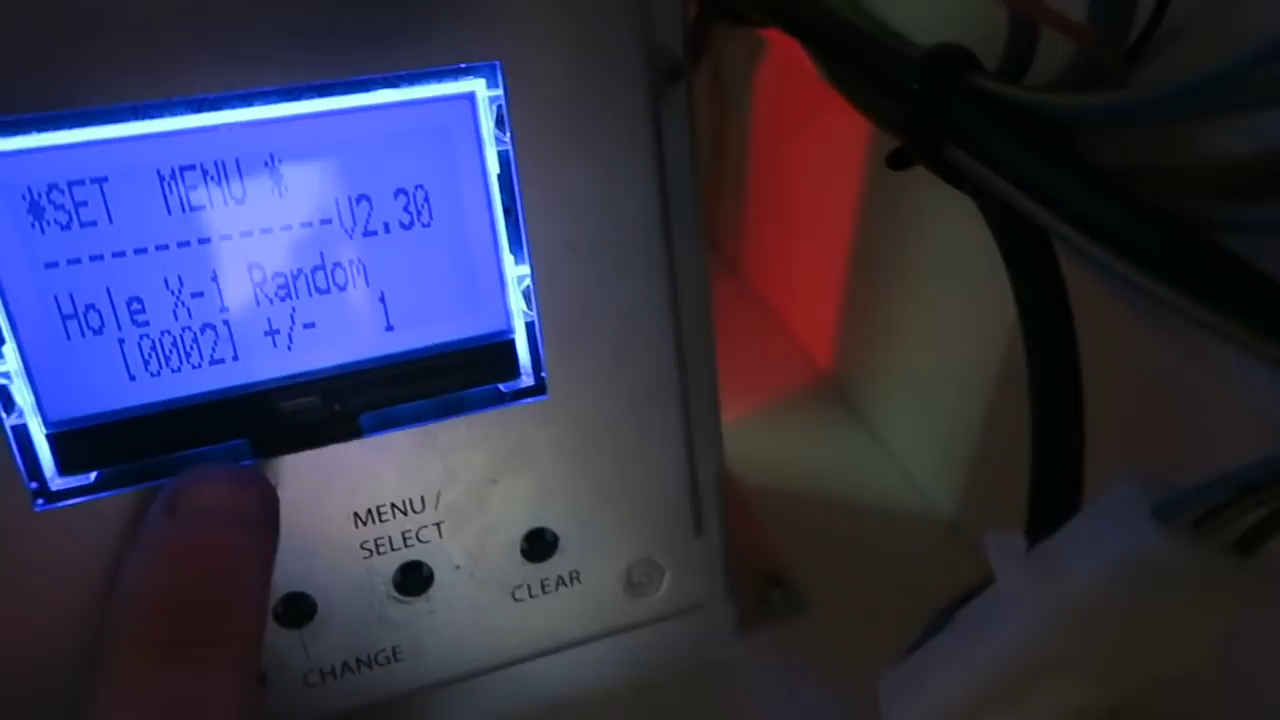 *SET MENU *
-------------V2.30
Hole X-1 Random
[0002] +/- 1
MENU /
SELECT
CLEAR
CHANGE